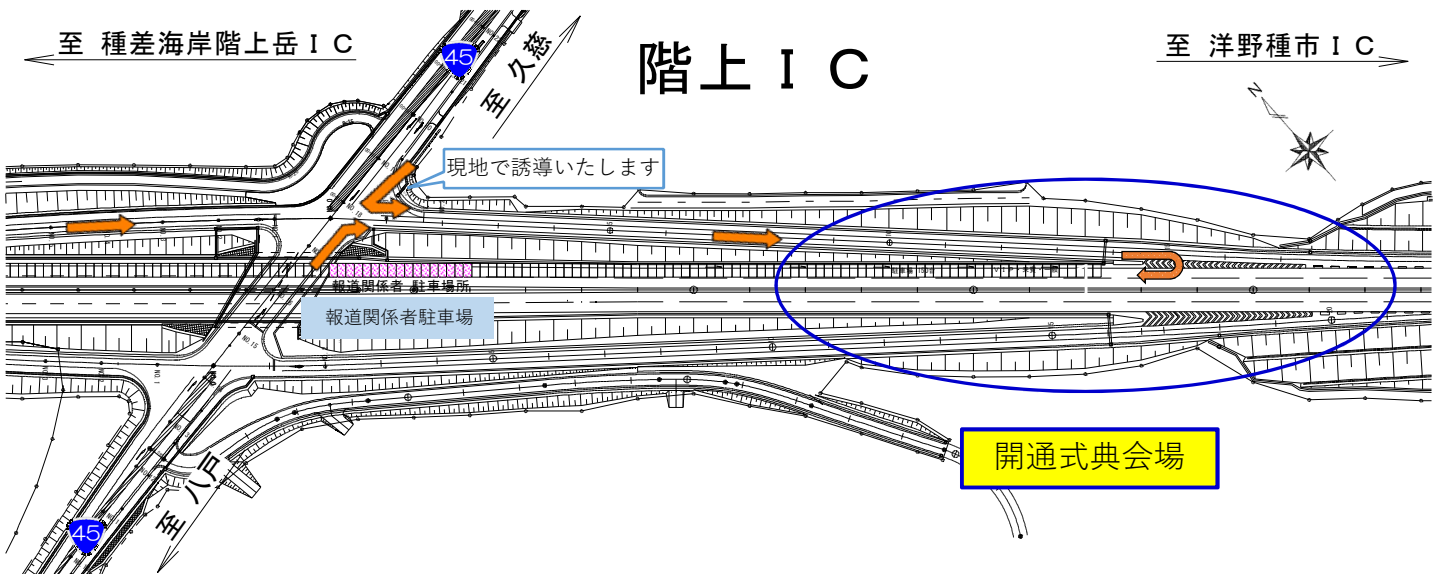 至 種差海岸階上岳ＩＣ
45
至 久慈
階上ＩＣ
至 洋野種市ＩＣ
N
現地で誘導いたします
報道関係者 駐車場所
報道関係者駐車場
NO.15
開通式典会場
至 八戸
45